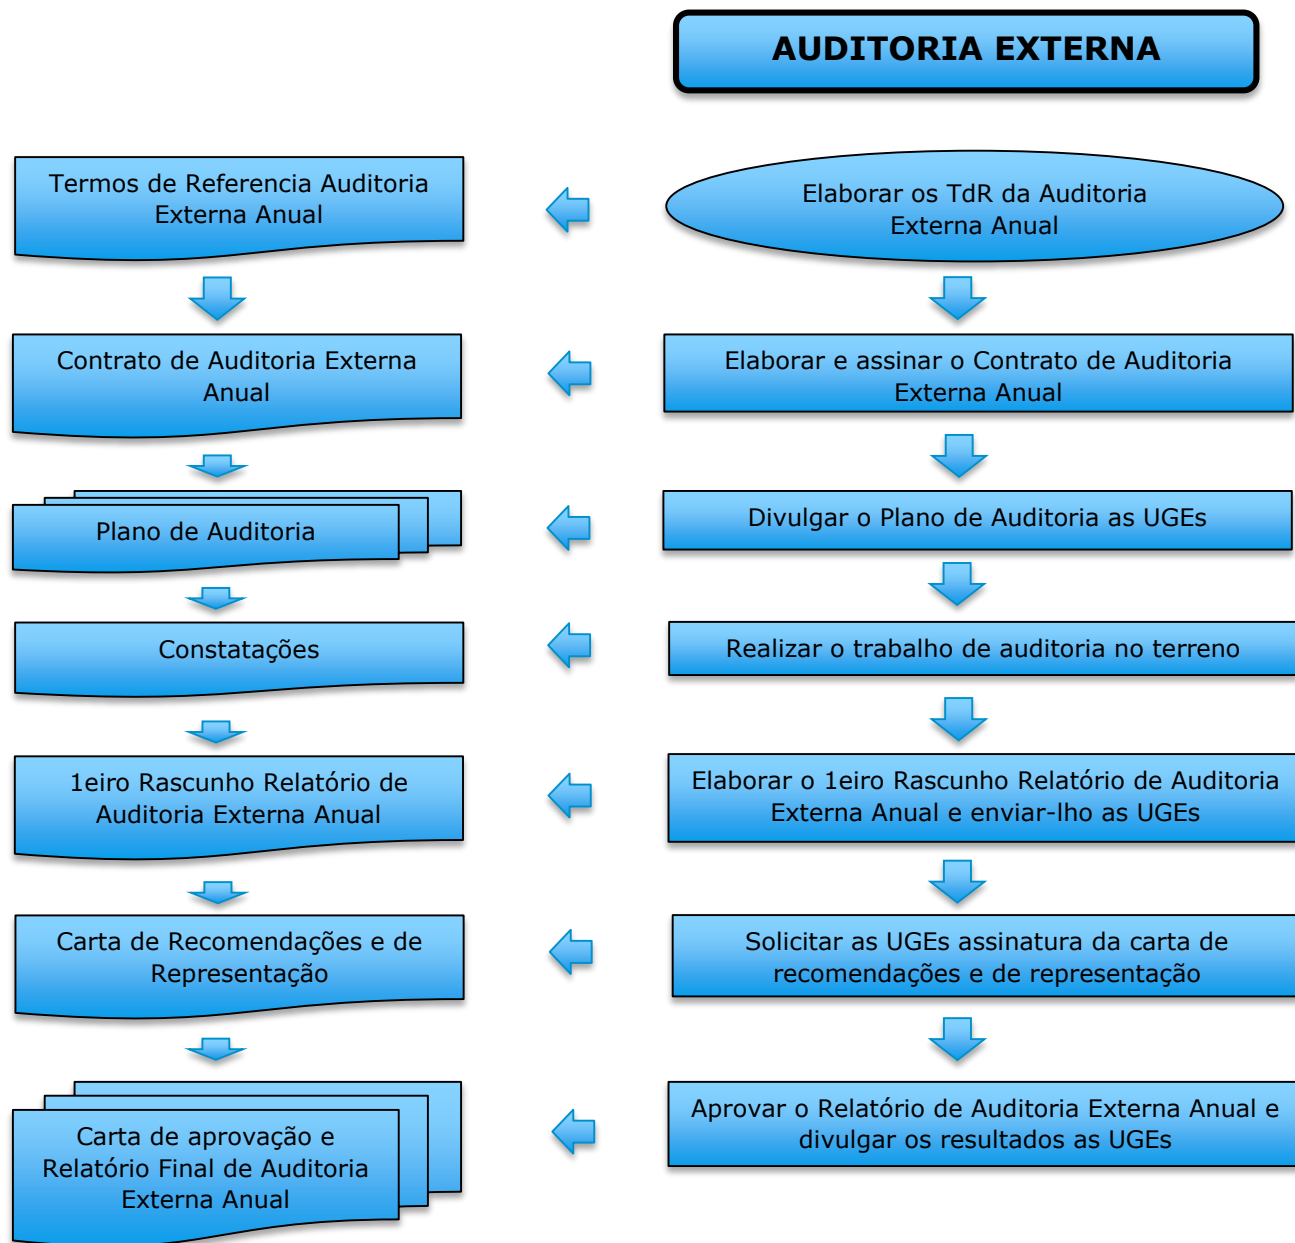 AUDITORIA EXTERNA
Termos de Referencia Auditoria
Externa Anual
Elaborar os TdR da Auditoria
Externa Anual
Contrato de Auditoria Externa
Anual
Elaborar e assinar o Contrato de Auditoria
Externa Anual
Plano de Auditoria
Divulgar o Plano de Auditoria as UGEs
Constatações
Realizar o trabalho de auditoria no terreno
1eiro Rascunho Relatório de
Auditoria Externa Anual
Elaborar o 1eiro Rascunho Relatório de Auditoria
Externa Anual e enviar-lho as UGEs
Carta de Recomendações e de
Representação
Solicitar as UGEs assinatura da carta de
recomendações e de representação
Carta de aprovação e
Relatório Final de Auditoria
Externa Anual
Aprovar o Relatório de Auditoria Externa Anual e
divulgar os resultados as UGEs